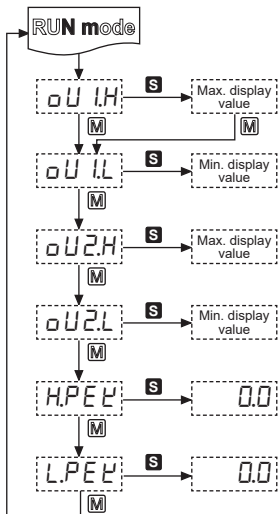 RUN mode
oU1.H S Max. display value
M M
oU1.L S Min. display value
M
oU2.H S Max. display value
M
oU2.L S Min. display value
M
H.PEK S 0.0
M
L.PEK S 0.0
M